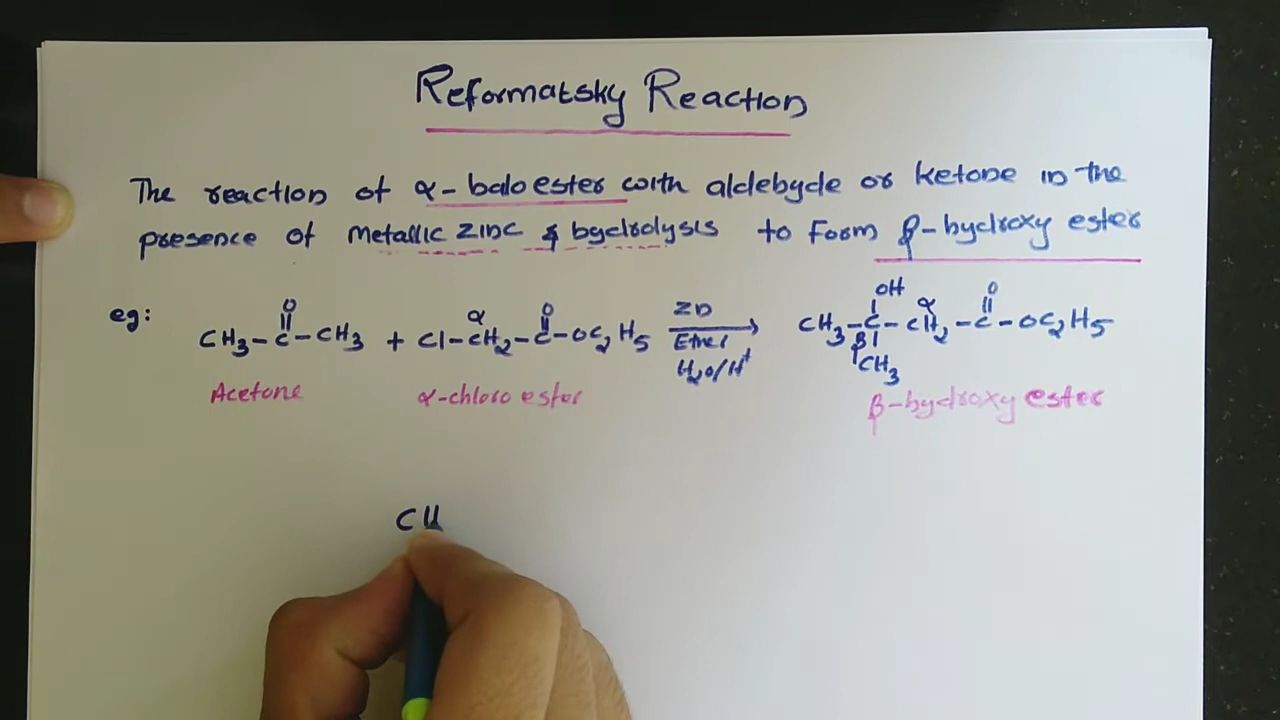 Reformatsky Reaction
The reaction of α-halo ester with aldehyde or ketone in the
presence of metallic zinc & hydrolysis to form β-hydroxy ester
eg:
O α O Zn OH α O
CH3-C-CH3 + Cl-CH2-C-OC2H5 Ether H2O/H+ → CH3-C-CH2-C-OC2H5
β CH3
Acetone α-chloro ester β-hydroxy ester
CH